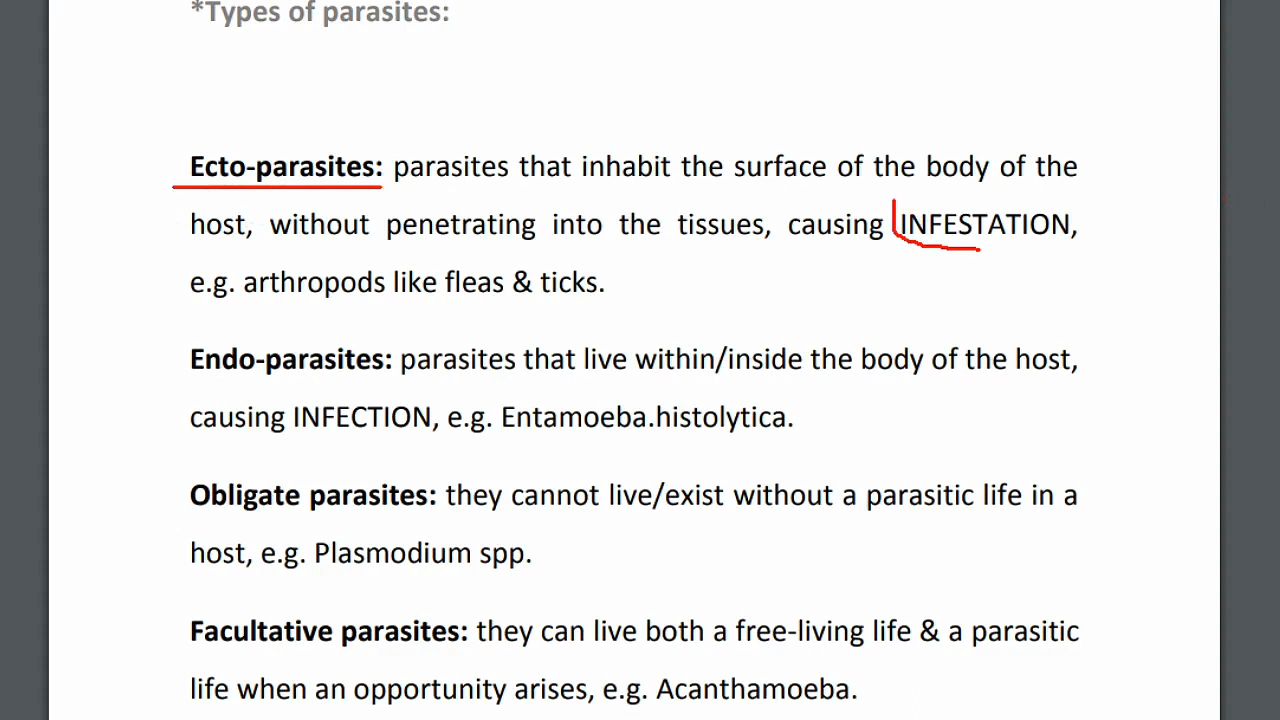 *Types of parasites:
Ecto-parasites: parasites that inhabit the surface of the body of the
host, without penetrating into the tissues, causing INFESTATION,
e.g. arthropods like fleas & ticks.
Endo-parasites: parasites that live within/inside the body of the host,
causing INFECTION, e.g. Entamoeba.histolytica.
Obligate parasites: they cannot live/exist without a parasitic life in a
host, e.g. Plasmodium spp.
Facultative parasites: they can live both a free-living life & a parasitic
life when an opportunity arises, e.g. Acanthamoeba.